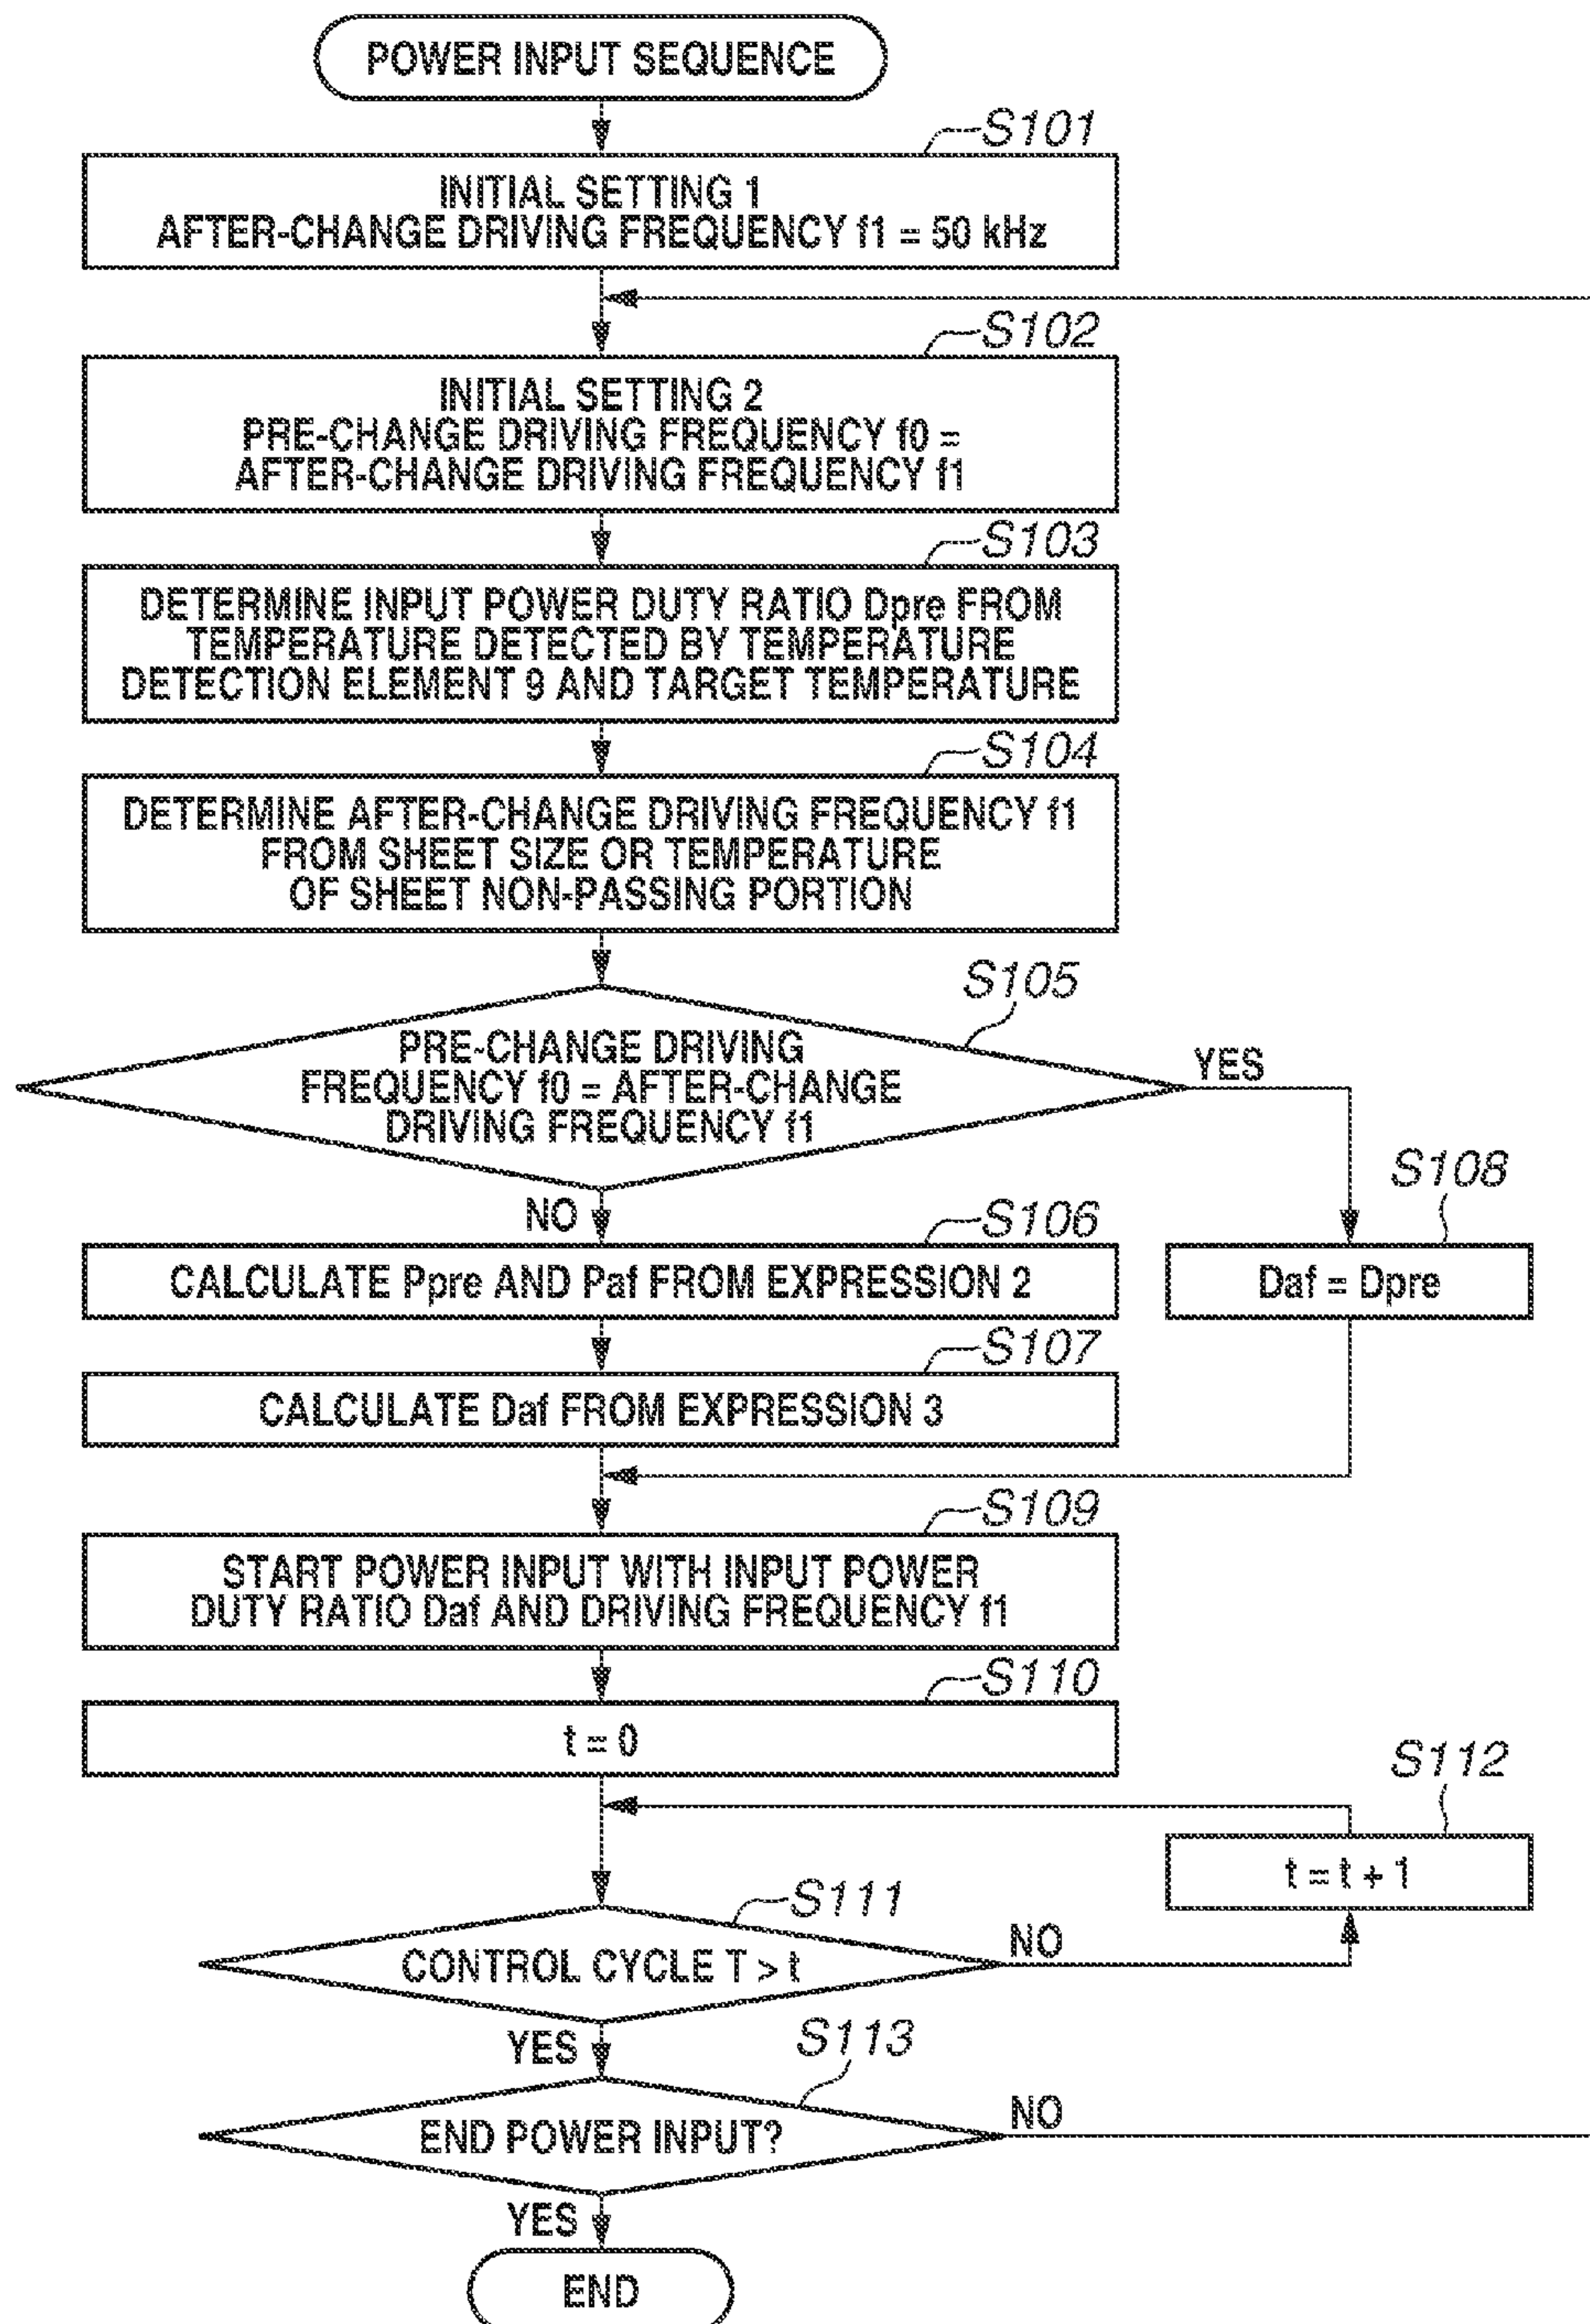 POWER INPUT SEQUENCE
S101
INITIAL SETTING 1
AFTER-CHANGE DRIVING FREQUENCY f1 = 50 kHz
S102
INITIAL SETTING 2
PRE-CHANGE DRIVING FREQUENCY f0 =
AFTER-CHANGE DRIVING FREQUENCY f1
S103
DETERMINE INPUT POWER DUTY RATIO Dpre FROM
TEMPERATURE DETECTED BY TEMPERATURE
DETECTION ELEMENT 9 AND TARGET TEMPERATURE
S104
DETERMINE AFTER-CHANGE DRIVING FREQUENCY f1
FROM SHEET SIZE OR TEMPERATURE
OF SHEET NON-PASSING PORTION
S105
PRE-CHANGE DRIVING
FREQUENCY f0 = AFTER-CHANGE
DRIVING FREQUENCY f1
YES
NO
S106
CALCULATE Ppre AND Paf FROM EXPRESSION 2
S108
Daf = Dpre
S107
CALCULATE Daf FROM EXPRESSION 3
S109
START POWER INPUT WITH INPUT POWER
DUTY RATIO Daf AND DRIVING FREQUENCY f1
S110
t = 0
S112
t = t + 1
S111
CONTROL CYCLE T > t
NO
YES
S113
END POWER INPUT?
NO
YES
END